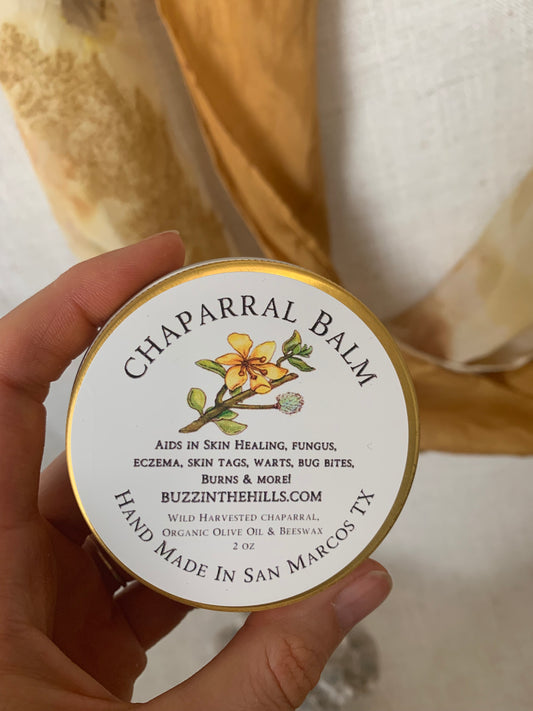 Chaparral Balm
Aids in Skin Healing, fungus,
eczema, skin tags, warts, bug bites,
Burns & more!
buzzinthehills.com
Wild Harvested chaparral,
Organic Olive Oil & Beeswax
2 oz
Hand Made In San Marcos TX